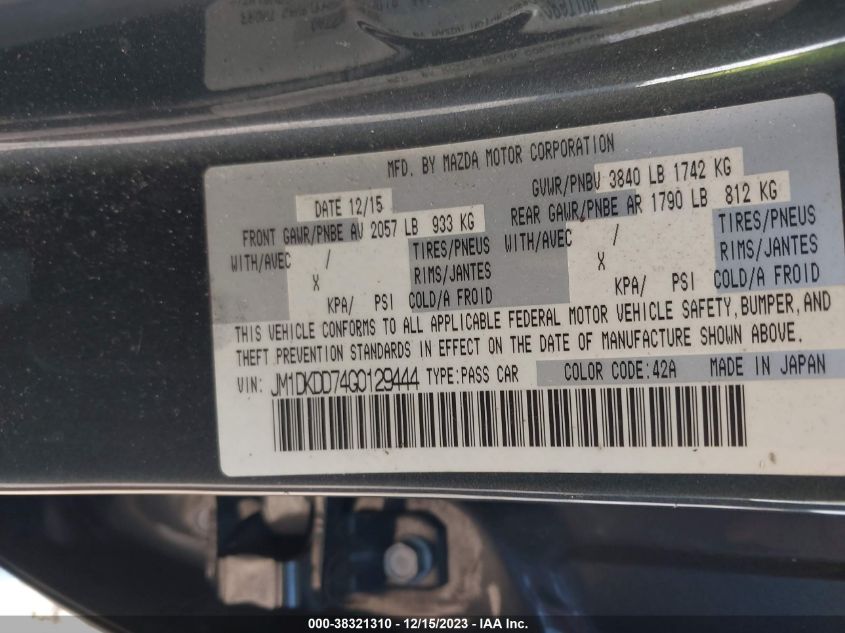 MFD. BY MAZDA MOTOR CORPORATION
DATE 12/15 GVWR/PNBV 3840 LB 1742 KG
FRONT GAWR/PNBE AV 2057 LB 933 KG REAR GAWR/PNBE AR 1790 LB 812 KG
WITH/AVEC / TIRES/PNEUS WITH/AVEC / TIRES/PNEUS
X RIMS/JANTES X RIMS/JANTES
KPA/ PSI COLD/A FROID KPA/ PSI COLD/A FROID
THIS VEHICLE CONFORMS TO ALL APPLICABLE FEDERAL MOTOR VEHICLE SAFETY, BUMPER, AND
THEFT PREVENTION STANDARDS IN EFFECT ON THE DATE OF MANUFACTURE SHOWN ABOVE.
VIN: JM1DKDD74G0129444 TYPE:PASS CAR COLOR CODE:42A MADE IN JAPAN
000-38321310 - 12/15/2023 - IAA Inc.